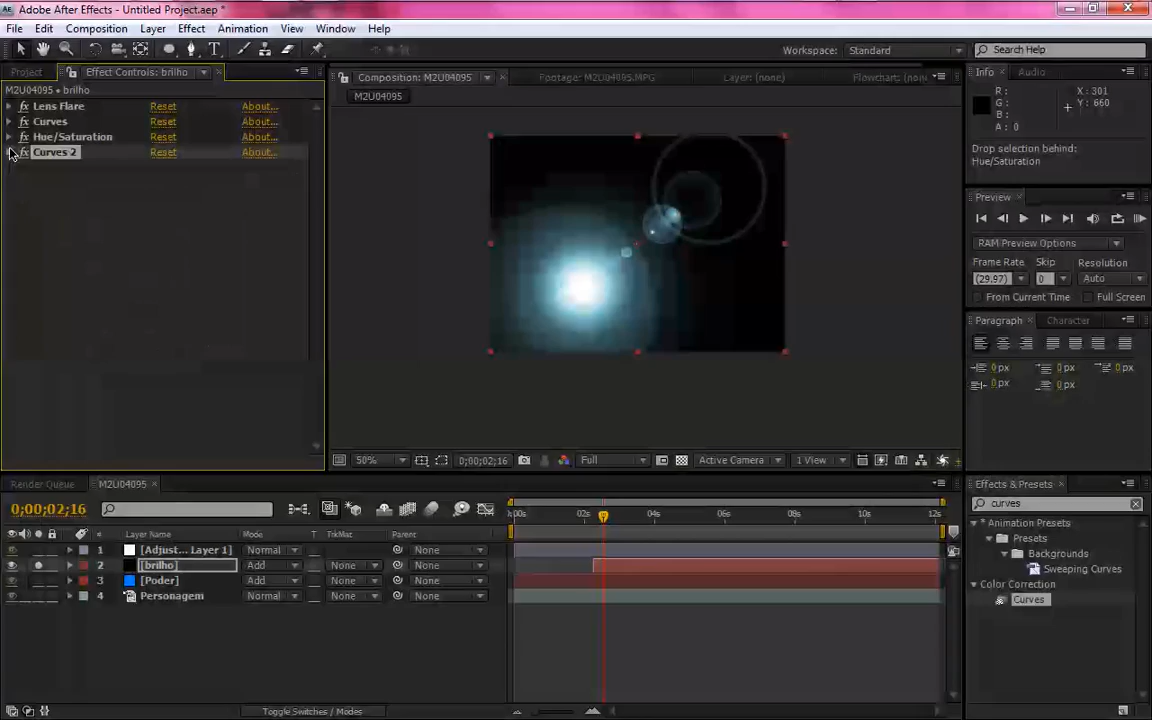 Adobe After Effects - Untitled Project.aep *
File Edit Composition Layer Effect Animation View Window Help
Workspace: Standard Search Help
Project Effect Controls: brilho Composition: M2U04095 Footage: M2U04095.MPG Layer: (none) Flowchart: (non Info Audio
M2U04095 • brilho
M2U04095
Lens Flare Reset About...
Curves Reset About...
Hue/Saturation Reset About...
Curves 2 Reset About...
R:
G:
B:
A: 0
X: 301
Y: 660
Drop selection behind:
Hue/Saturation
Preview
RAM Preview Options
Frame Rate Skip Resolution
(29.97) 0 Auto
From Current Time Full Screen
Paragraph Character
0 px 0 px 0 px
0 px 0 px
50% 0;00;02;16 Full Active Camera 1 View
Render Queue M2U04095
0;00;02;16
:00s 02s 04s 06s 08s 10s 12s
# Layer Name Mode T TrkMat Parent
1 [Adjust... Layer 1] Normal None
2 [brilho] Add None None
3 [Poder] Add None None
4 Personagem Normal None None
Toggle Switches / Modes
Effects & Presets
curves
* Animation Presets
Presets
Backgrounds
Sweeping Curves
Color Correction
Curves